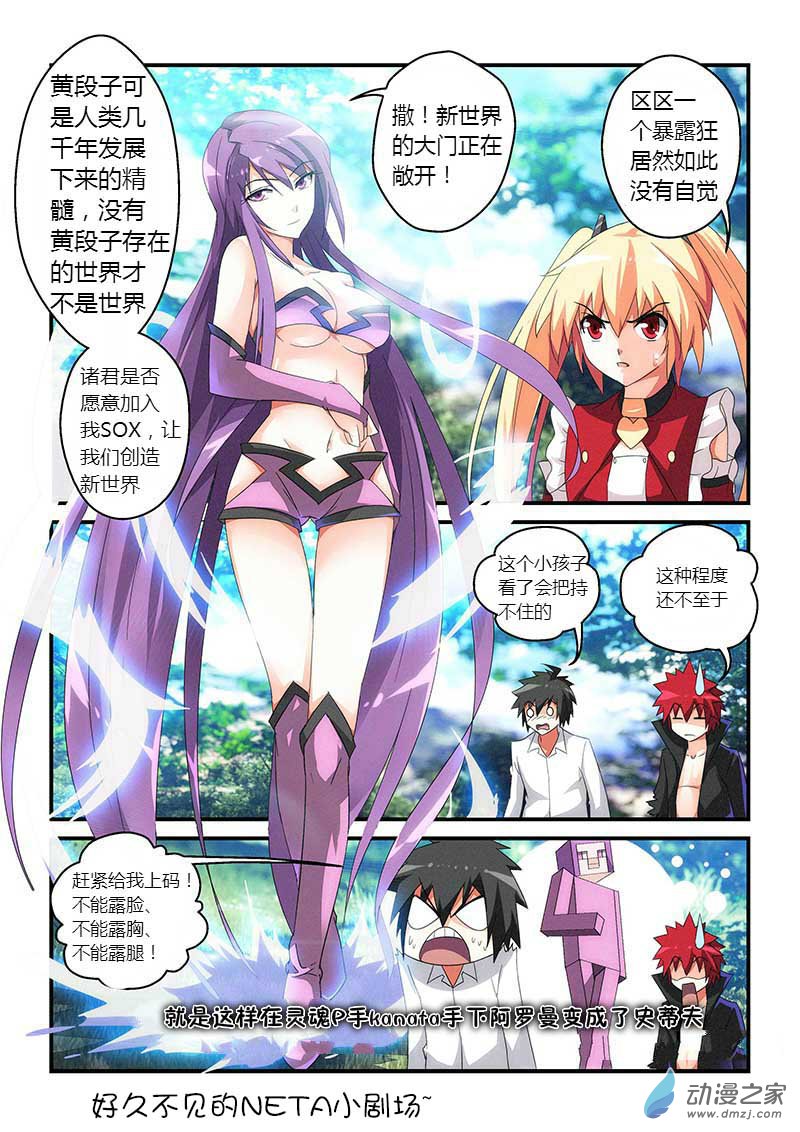 黄段子可
是人类几
千年发展
下来的精
髓，没有
黄段子存在
的世界才
不是世界
诸君是否
愿意加入
我SOX，让
我们创造
新世界
撒！新世界
的大门正在
敞开！
区区一
个暴露狂
居然如此
没有自觉
这个小孩子
看了会把持
不住的
这种程度
还不至于
赶紧给我上码！
不能露脸、
不能露胸、
不能露腿！
就是这样在灵魂P手kanata手下阿罗曼变成了史蒂夫
好久不见的NETA小剧场~
动漫之家
www.dmzj.com